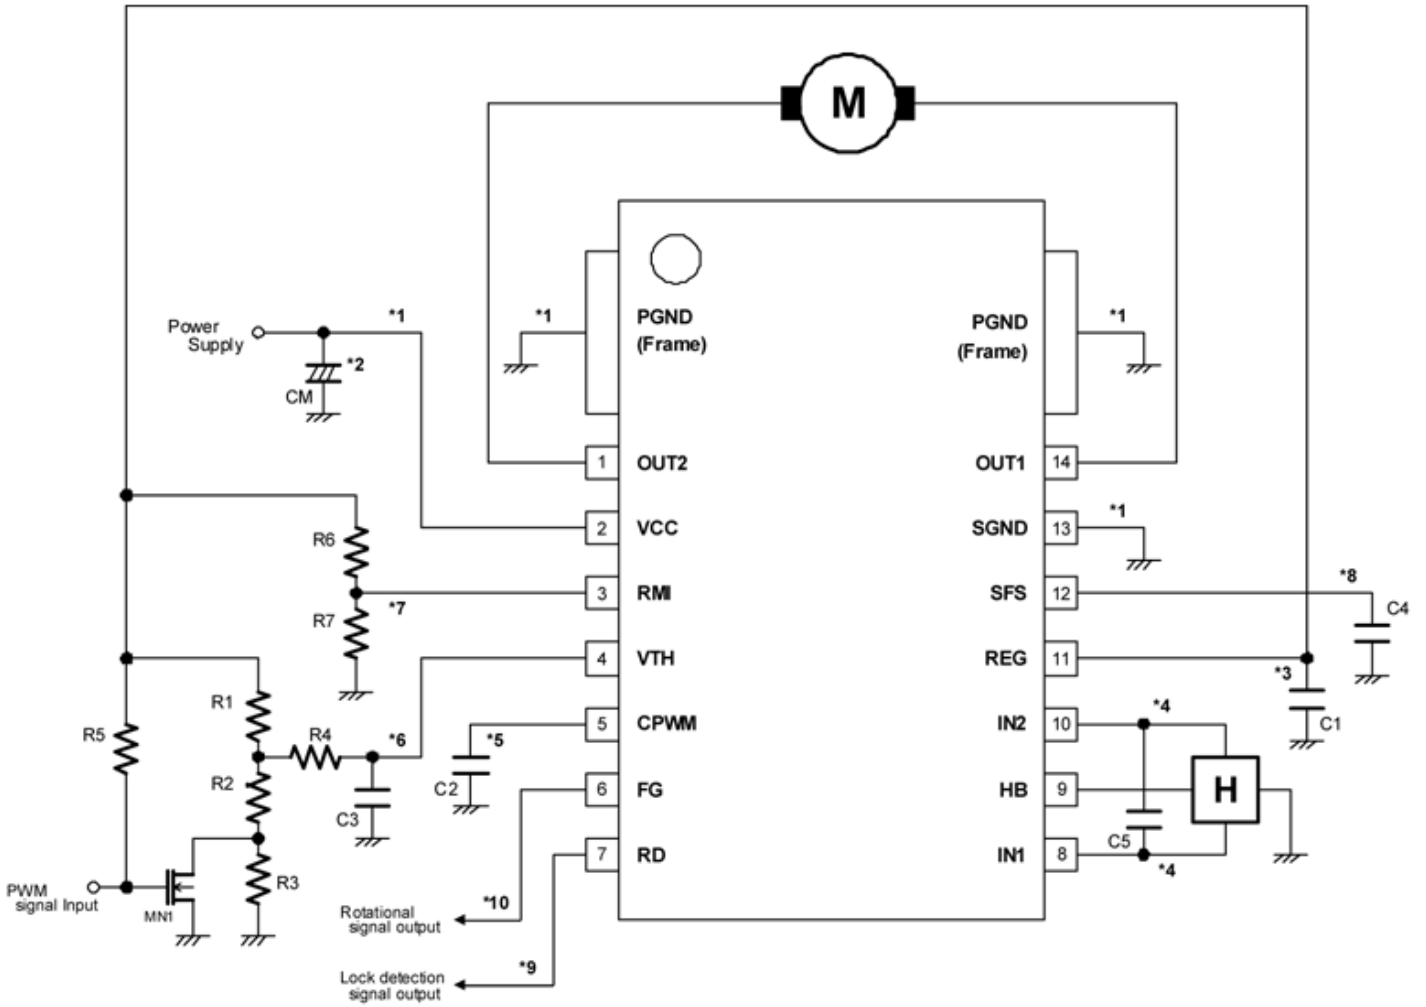 M
PGND
(Frame)
PGND
(Frame)
*1
*1
*1
Power
Supply
*2
CM
1
OUT2
OUT1
14
2
VCC
SGND
13
*1
3
RMI
SFS
12
*8
C4
4
VTH
REG
11
*3
C1
5
CPWM
IN2
10
*4
6
FG
HB
9
H
C5
7
RD
IN1
8
*4
R6
R7
*7
R1
R5
R4
*6
R2
C3
*5
C2
R3
MN1
PWM
signal Input
Rotational
signal output
*10
Lock detection
signal output
*9